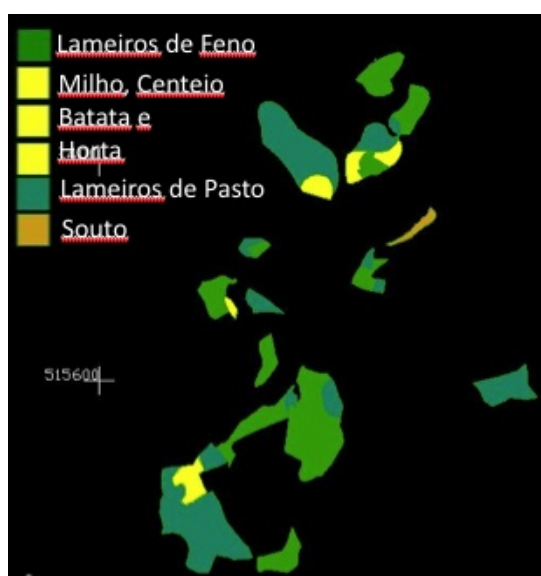 Lameiros de Feno
Milho, Centeio
Batata e
Horta
Lameiros de Pasto
Souto
515600